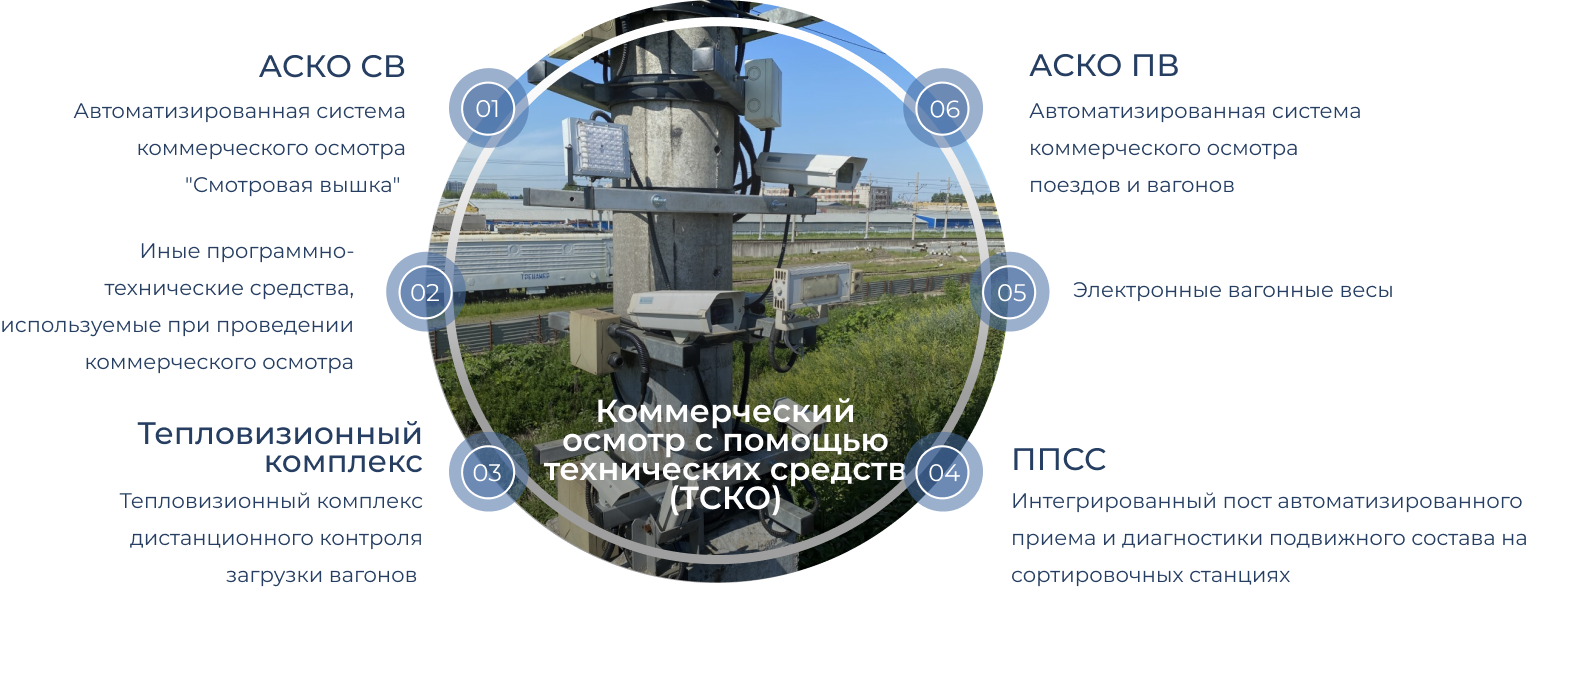 АСКО СВ
Автоматизированная система
коммерческого осмотра
"Смотровая вышка"
01
Иные программно-
технические средства,
используемые при проведении
коммерческого осмотра
02
Тепловизионный
комплекс
Тепловизионный комплекс
дистанционного контроля
загрузки вагонов
03
Коммерческий
осмотр с помощью
технических средств
(ТСКО)
04
ППСС
Интегрированный пост автоматизированного
приема и диагностики подвижного состава на
сортировочных станциях
05
Электронные вагонные весы
06
АСКО ПВ
Автоматизированная система
коммерческого осмотра
поездов и вагонов